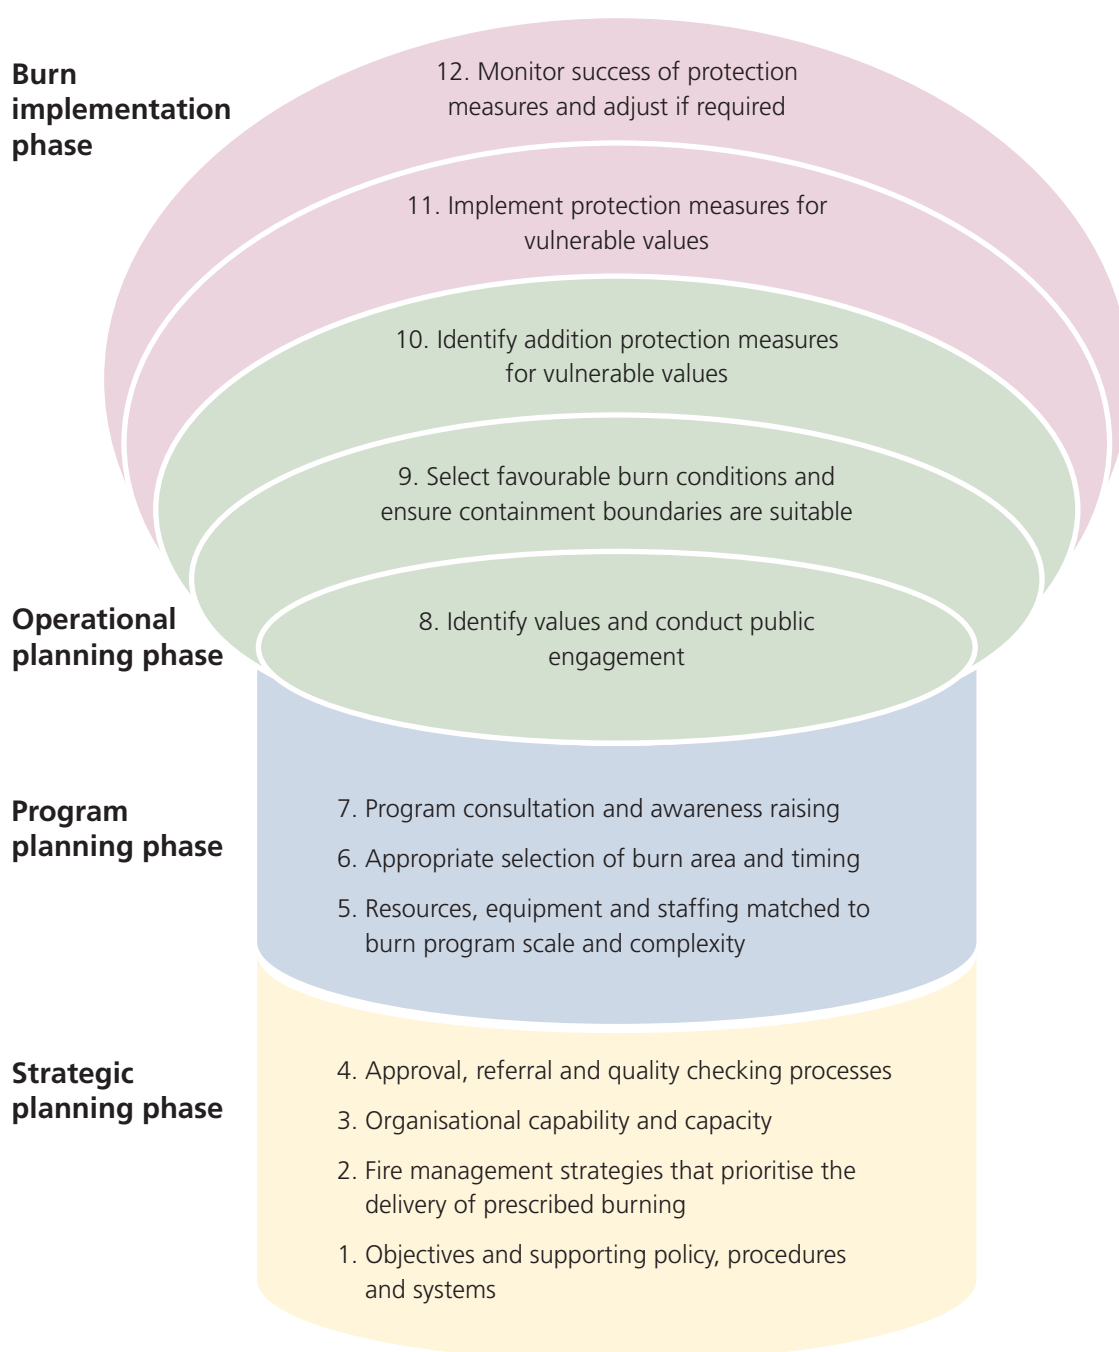 Burn
implementation
phase
12. Monitor success of protection
measures and adjust if required
11. Implement protection measures for
vulnerable values
10. Identify addition protection measures
for vulnerable values
9. Select favourable burn conditions and
ensure containment boundaries are suitable
Operational
planning phase
8. Identify values and conduct public
engagement
Program
planning phase
7. Program consultation and awareness raising
6. Appropriate selection of burn area and timing
5. Resources, equipment and staffing matched to
burn program scale and complexity
Strategic
planning phase
4. Approval, referral and quality checking processes
3. Organisational capability and capacity
2. Fire management strategies that prioritise the
delivery of prescribed burning
1. Objectives and supporting policy, procedures
and systems